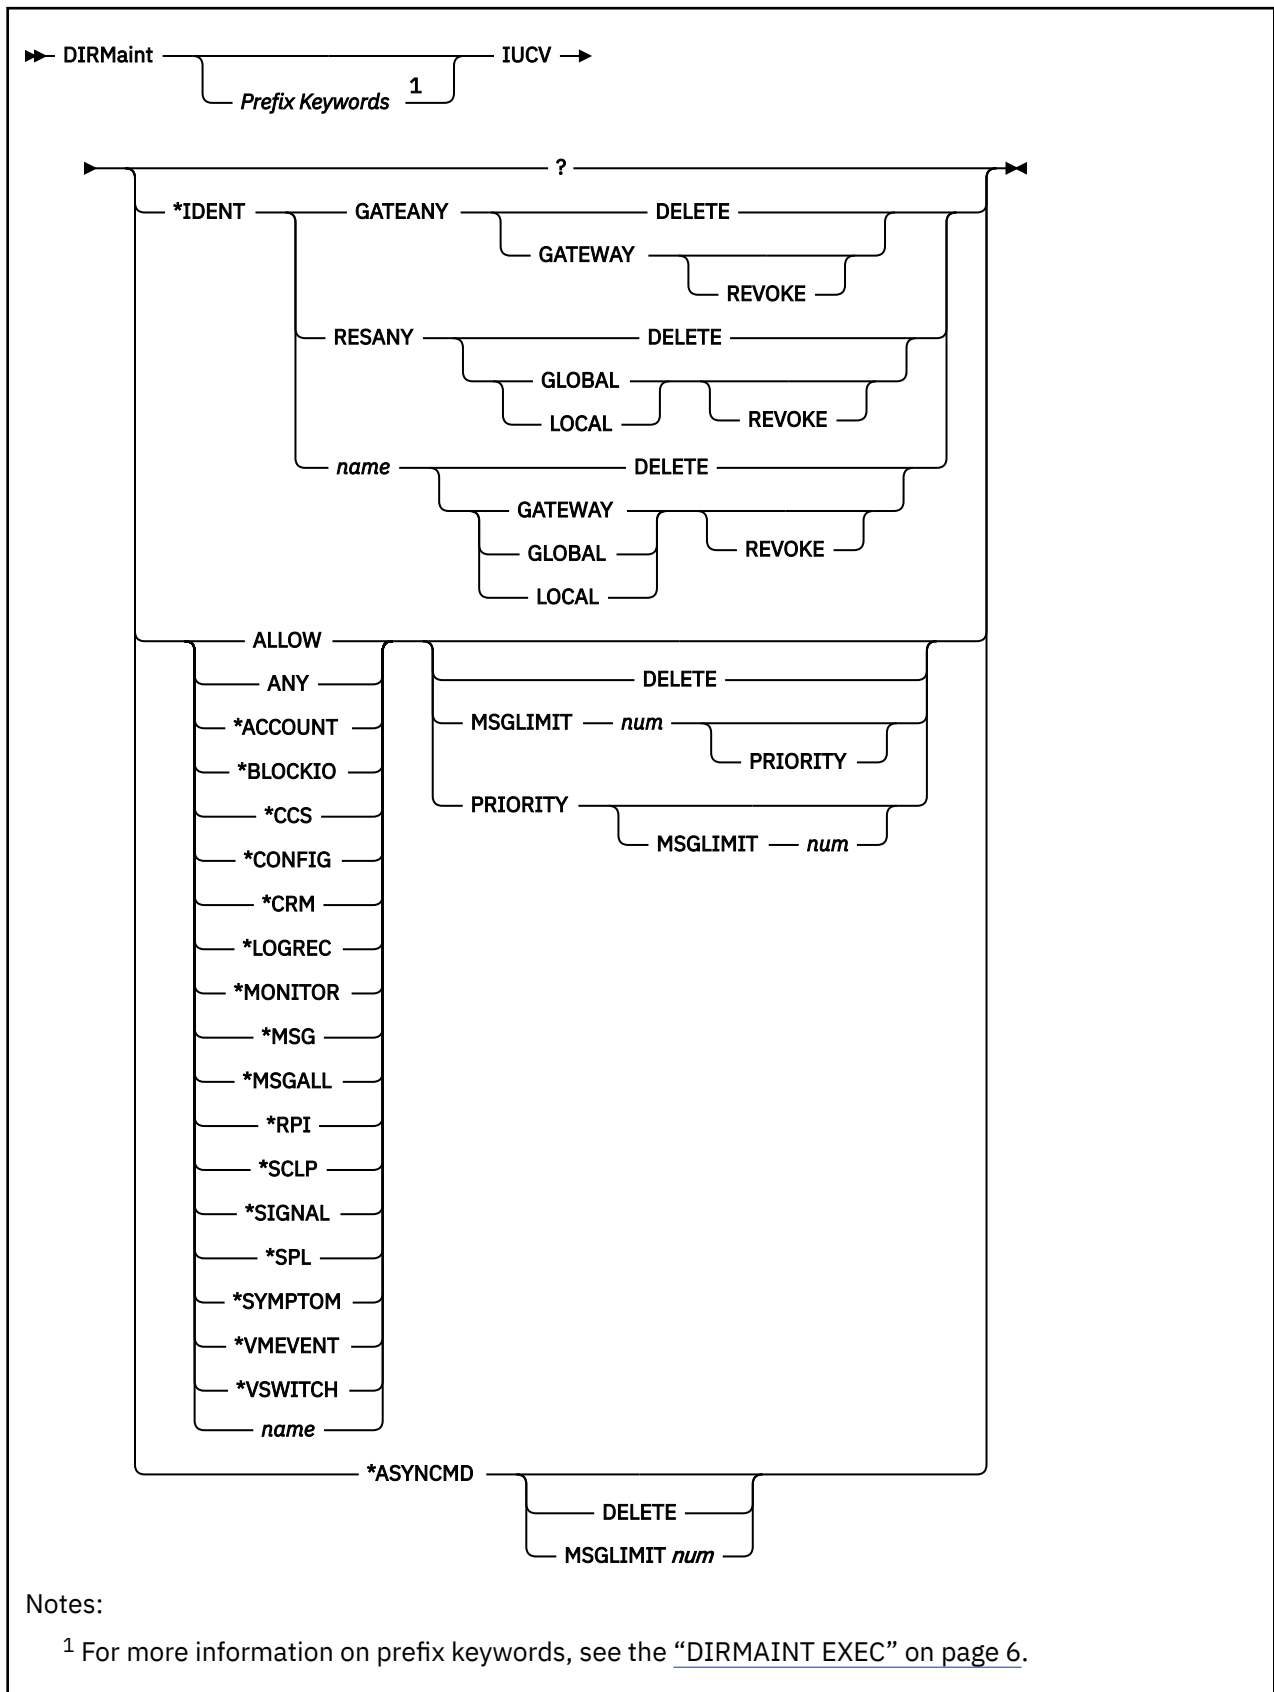 DIRMaint IUCV
Prefix Keywords 1
?
*IDENT GATEANY DELETE
GATEWAY
REVOKE
RESANY DELETE
GLOBAL
LOCAL REVOKE
name DELETE
GATEWAY
GLOBAL REVOKE
LOCAL
ALLOW
ANY DELETE
*ACCOUNT MSGLIMIT num
*BLOCKIO PRIORITY
*CCS PRIORITY
*CONFIG MSGLIMIT num
*CRM
*LOGREC
*MONITOR
*MSG
*MSGALL
*RPI
*SCLP
*SIGNAL
*SPL
*SYMPTOM
*VMEVENT
*VSWITCH
name
*ASYNCMD
DELETE
MSGLIMIT num
Notes:
1 For more information on prefix keywords, see the “DIRMAINT EXEC” on page 6.